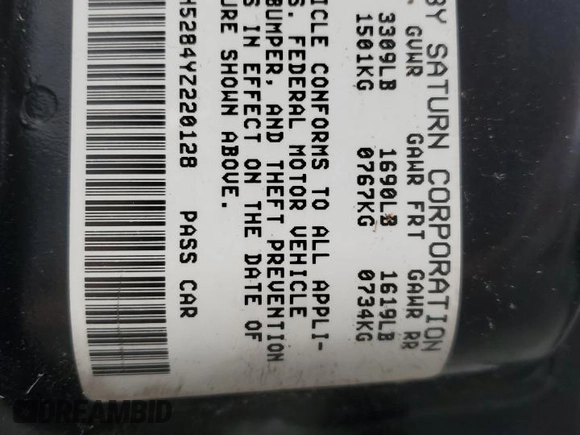 BY SATURN CORPORATION
GVWR GAWR FRT GAWR RR
3309LB 1690LB 1619LB
1501KG 0767KG 0734KG
ICLE CONFORMS TO ALL APPLI-
S. FEDERAL MOTOR VEHICLE
BUMPER, AND THEFT PREVENTION
S IN EFFECT ON THE DATE OF
URE SHOWN ABOVE.
H5284YZ220128 PASS CAR
DREAMBID